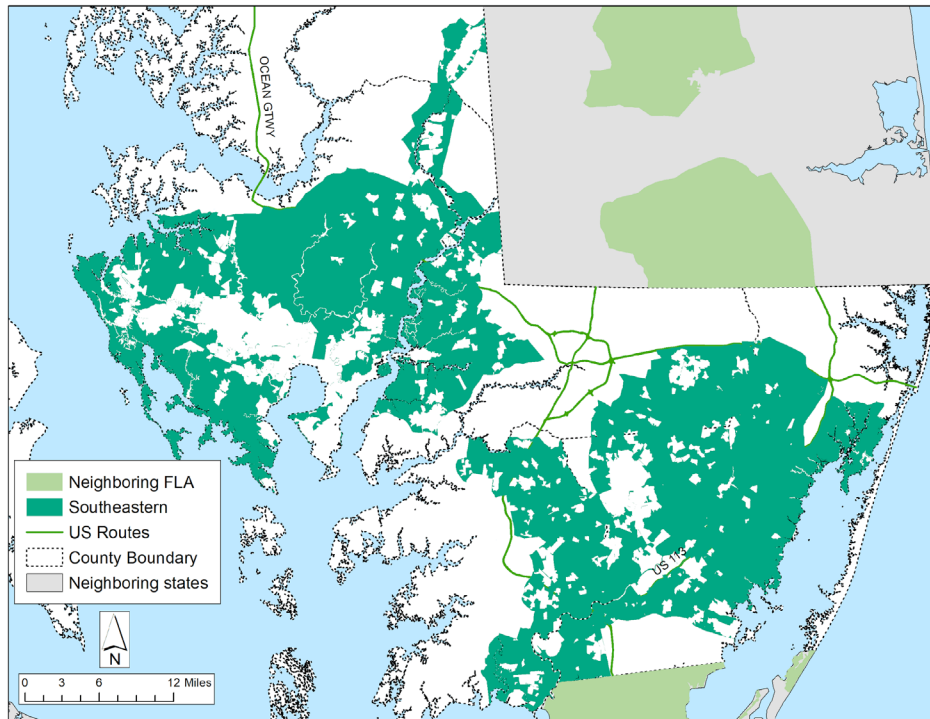 OCEAN GTWY
US 113
Neighboring FLA
Southeastern
US Routes
County Boundary
Neighboring states
N
0 3 6 12 Miles